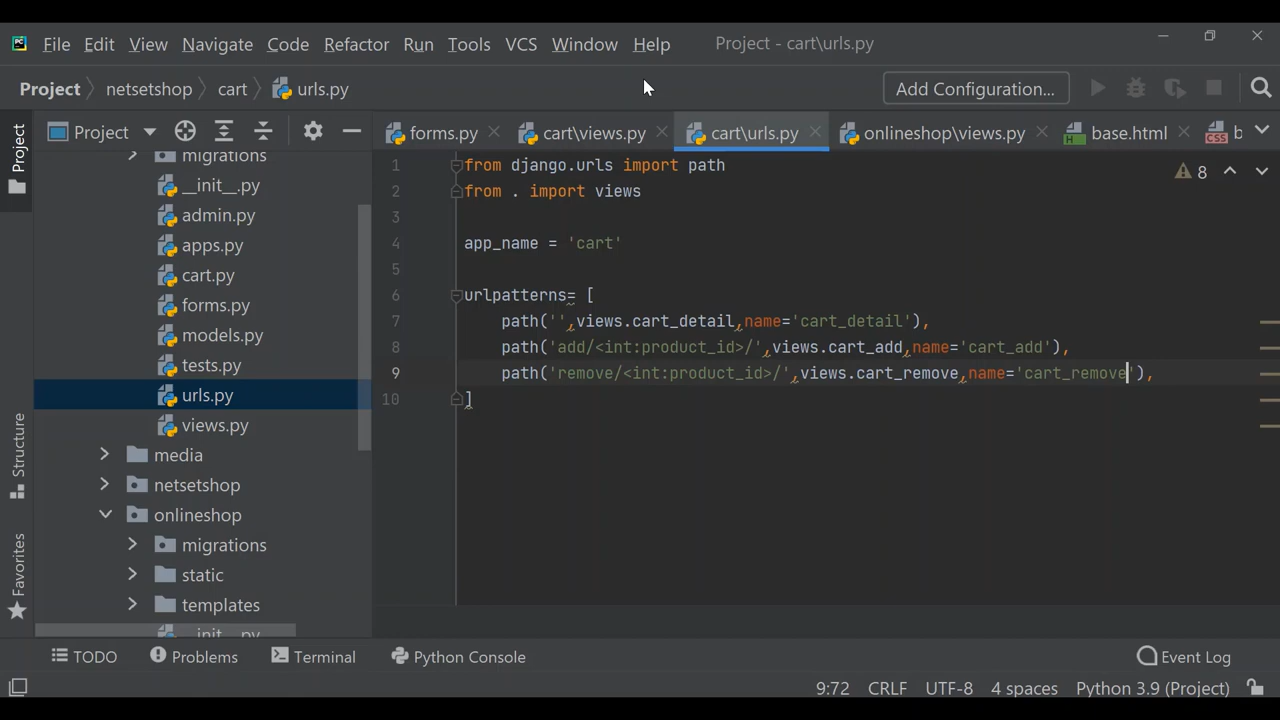 File Edit View Navigate Code Refactor Run Tools VCS Window Help Project - cart\urls.py
Project netsetshop cart urls.py Add Configuration...
Project
Project forms.py cart\views.py cart\urls.py onlineshop\views.py base.html b
migrations
__init__.py
admin.py
apps.py
cart.py
forms.py
models.py
tests.py
urls.py
views.py
media
netsetshop
onlineshop
migrations
static
templates
__init__.py
8
1 from django.urls import path
2 from . import views
3
4 app_name = 'cart'
5
6 urlpatterns= [
7 path('',views.cart_detail,name='cart_detail'),
8 path('add/<int:product_id>/',views.cart_add,name='cart_add'),
9 path('remove/<int:product_id>/',views.cart_remove,name='cart_remove'),
10 ]
Structure
Favorites
TODO Problems Terminal Python Console Event Log
9:72 CRLF UTF-8 4 spaces Python 3.9 (Project)